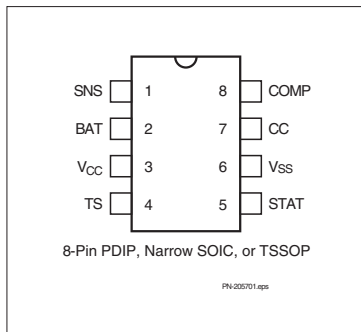 SNS 1 8 COMP
BAT 2 7 CC
VCC 3 6 VSS
TS 4 5 STAT
8-Pin PDIP, Narrow SOIC, or TSSOP
PN-205701.eps